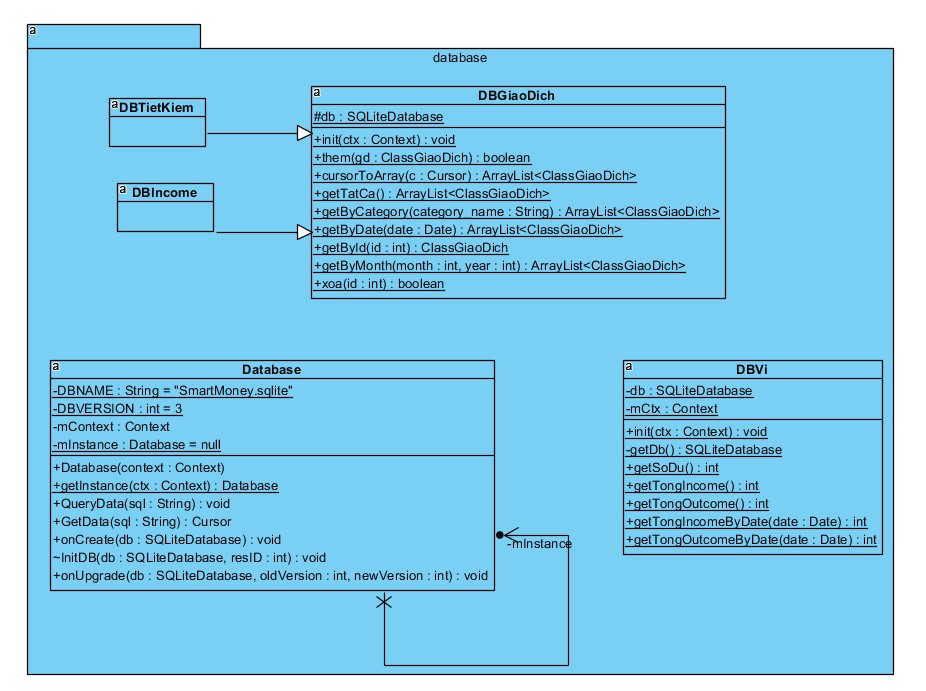 a
database
a
DBTietKiem
a
DBIncome
a
DBGiaoDich
#db : SQLiteDatabase
+init(ctx : Context) : void
+them(gd : ClassGiaoDich) : boolean
+cursorToArray(c : Cursor) : ArrayList<ClassGiaoDich>
+getTatCa() : ArrayList<ClassGiaoDich>
+getByCategory(category_name : String) : ArrayList<ClassGiaoDich>
+getByDate(date : Date) : ArrayList<ClassGiaoDich>
+getById(id : int) : ClassGiaoDich
+getByMonth(month : int, year : int) : ArrayList<ClassGiaoDich>
+xoa(id : int) : boolean
a
Database
-DBNAME : String = "SmartMoney.sqlite"
-DBVERSION : int = 3
-mContext : Context
-mInstance : Database = null
+Database(context : Context)
+getInstance(ctx : Context) : Database
+QueryData(sql : String) : void
+GetData(sql : String) : Cursor
+onCreate(db : SQLiteDatabase) : void
~InitDB(db : SQLiteDatabase, resID : int) : void
+onUpgrade(db : SQLiteDatabase, oldVersion : int, newVersion : int) : void
-mInstance
a
DBVi
-db : SQLiteDatabase
-mCtx : Context
+init(ctx : Context) : void
-getDb() : SQLiteDatabase
+getSoDu() : int
+getTongIncome() : int
+getTongOutcome() : int
+getTongIncomeByDate(date : Date) : int
+getTongOutcomeByDate(date : Date) : int